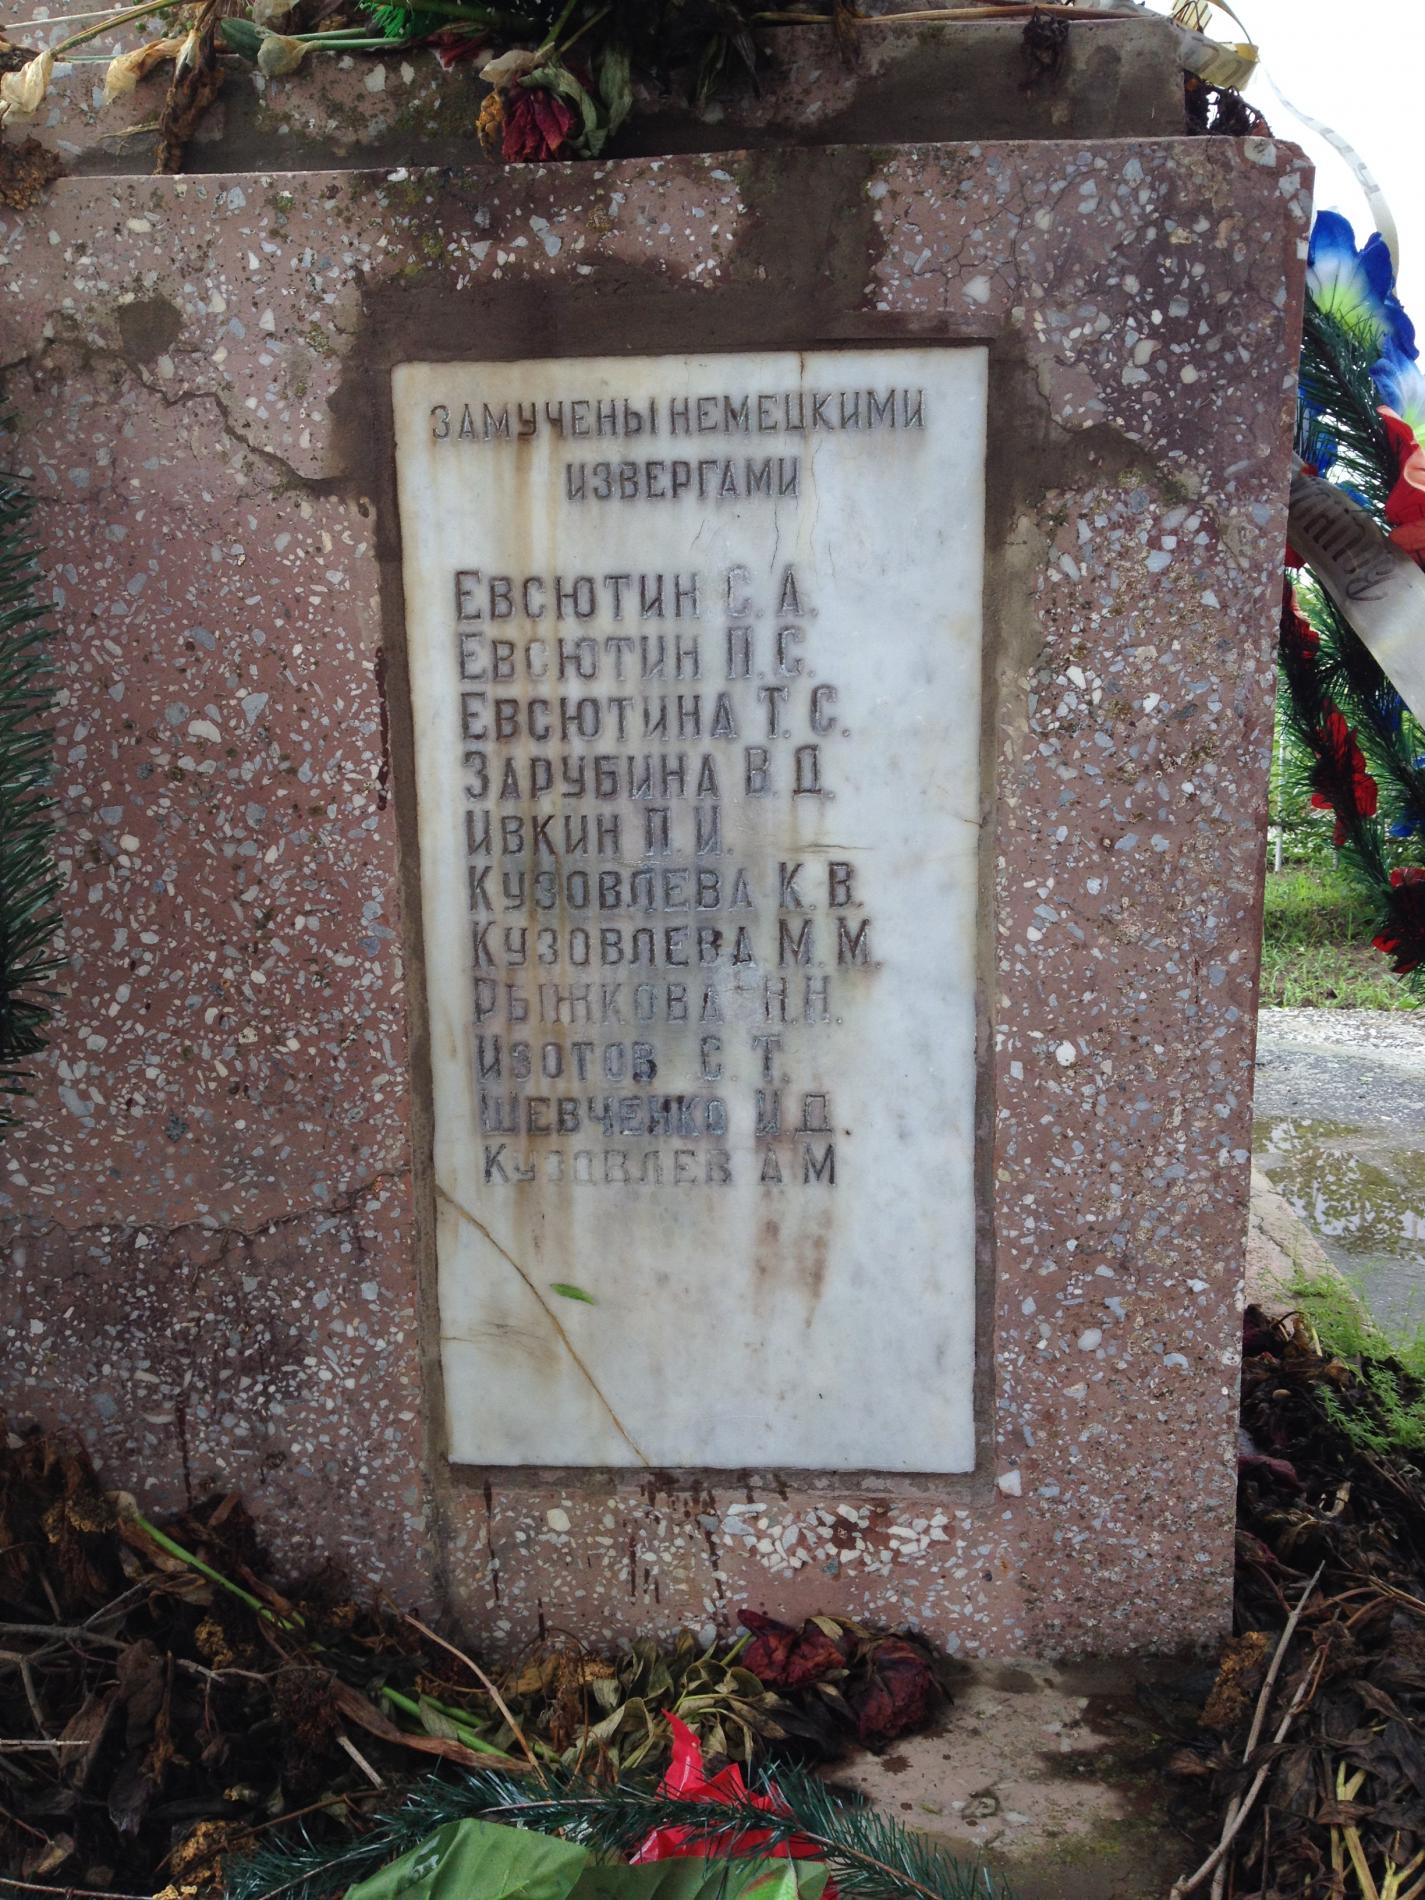 ЗАМУЧЕНЫ НЕМЕЦКИМИ
ИЗВЕРГАМИ
ЕВСЮТИН С. А.
ЕВСЮТИН П. С.
ЕВСЮТИНА Т. С.
ЗАРУБИНА В. Д.
ИВКИН П. И.
КУЗОВЛЕВА К. В.
КУЗОВЛЕВА М. М.
РЫЖКОВА Н. Н.
ИЗОТОВ С. Т.
ШЕВЧЕНКО И Д
КУЗОВЛЕВ А М